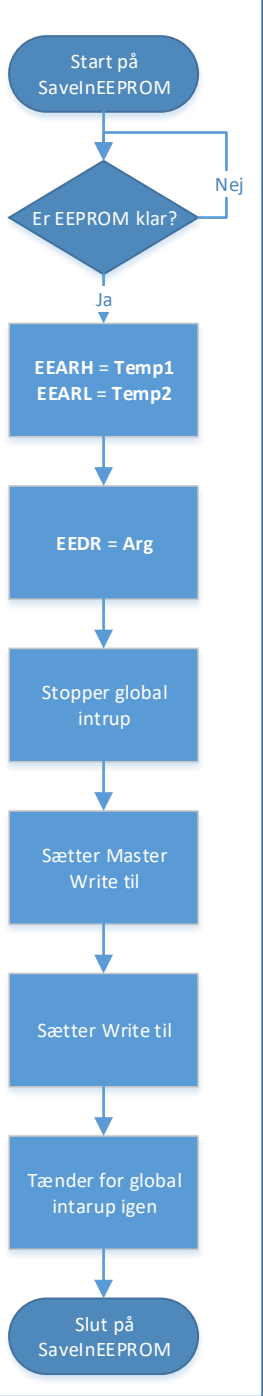 Start på
SaveInEEPROM
Nej
Er EEPROM klar?
Ja
EEARH = Temp1
EEARL = Temp2
EEDR = Arg
Stopper global
intrup
Sætter Master
Write til
Sætter Write til
Tænder for global
intarup igen
Slut på
SaveInEEPROM